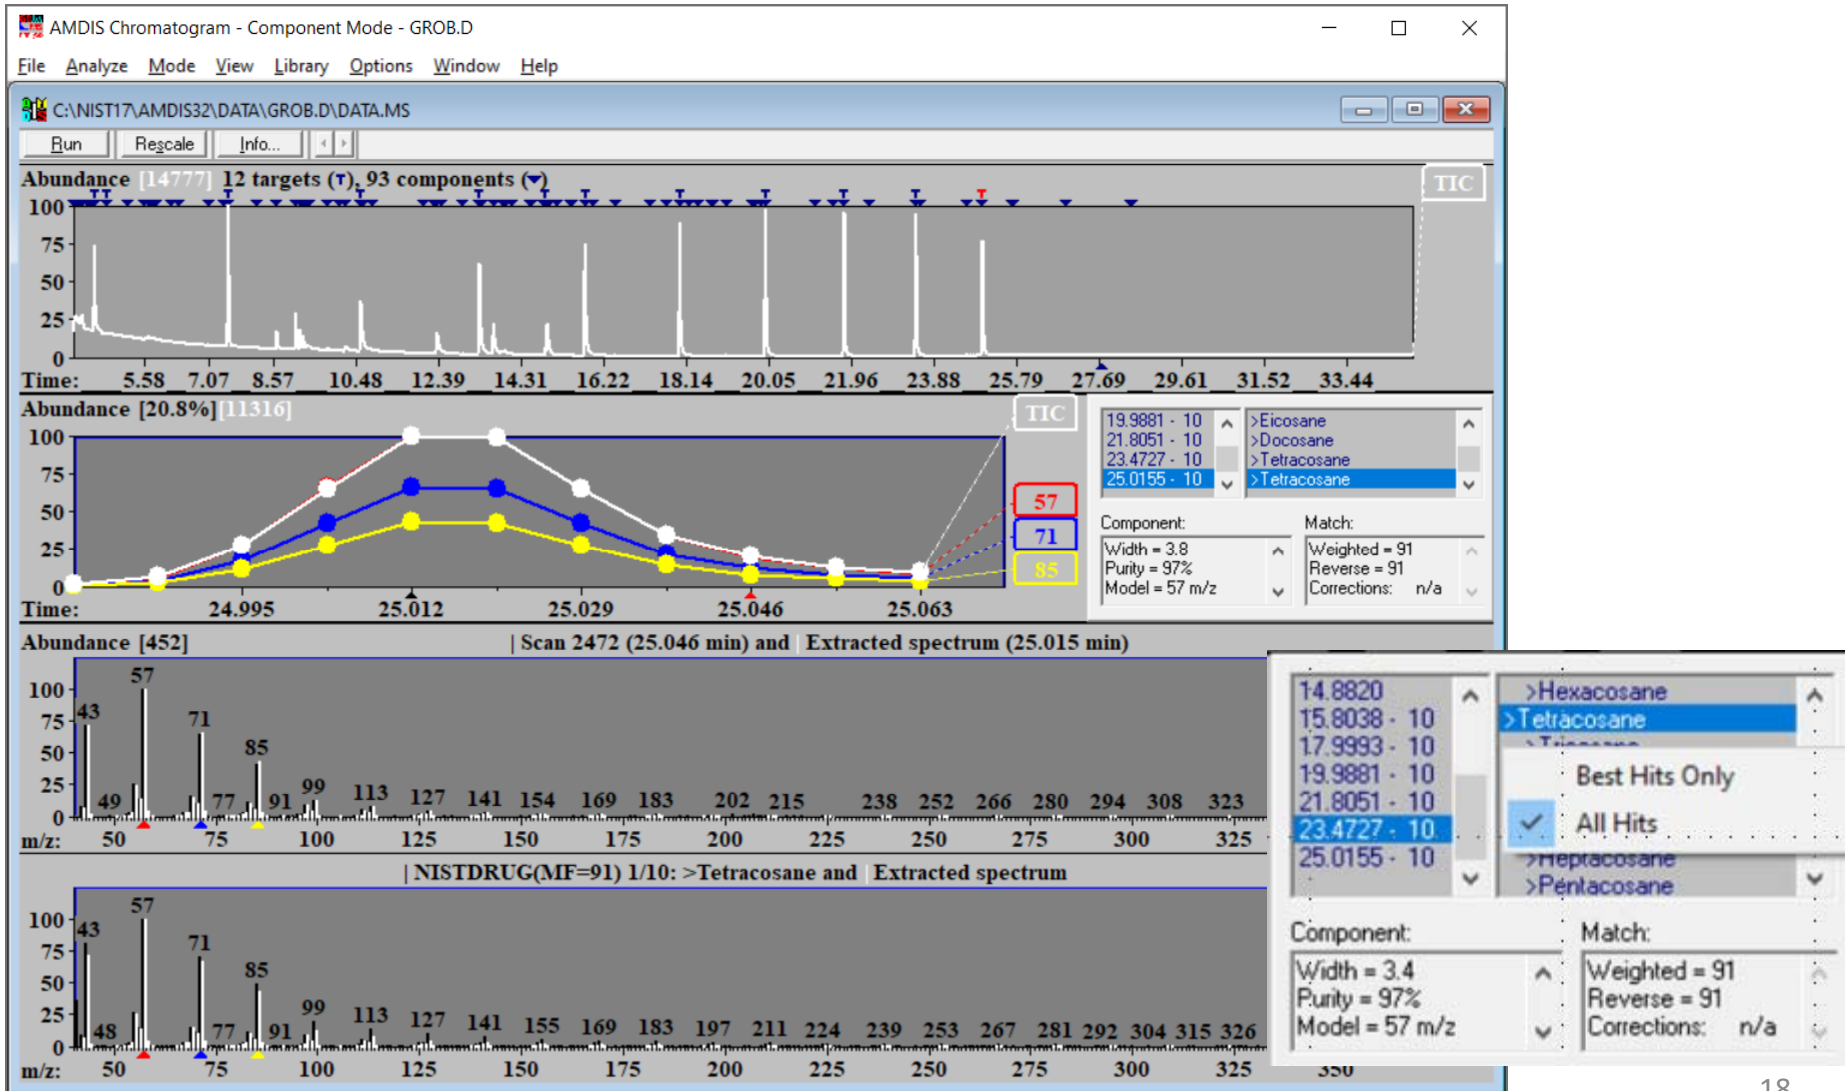 AMDIS Chromatogram - Component Mode - GROB.D
File Analyze Mode View Library Options Window Help
C:\NIST17\AMDIS32\DATA\GROB.D\DATA.MS
Run Rescale Info...
Abundance [14777] 12 targets (T), 93 components (▼)
TIC
100
75
50
25
0
Time: 5.58 7.07 8.57 10.48 12.39 14.31 16.22 18.14 20.05 21.96 23.88 25.79 27.69 29.61 31.52 33.44
Abundance [20.8%] [11316]
TIC
100
75
50
25
0
57
71
85
Time: 24.995 25.012 25.029 25.046 25.063
19.9881 - 10 >Eicosane
21.8051 - 10 >Docosane
23.4727 - 10 >Tetracosane
25.0155 - 10 >Tetracosane
Component: Match:
Width = 3.8 Weighted = 91
Purity = 97% Reverse = 91
Model = 57 m/z Corrections: n/a
Abundance [452] | Scan 2472 (25.046 min) and | Extracted spectrum (25.015 min)
100
75
50
25
0
43 49 57 71 77 85 91 99 113 127 141 154 169 183 202 215 238 252 266 280 294 308 323
m/z: 50 75 100 125 150 175 200 225 250 275 300 325
| NISTDRUG(MF=91) 1/10: >Tetracosane and | Extracted spectrum
100
75
50
25
0
43 48 57 71 77 85 91 99 113 127 141 155 169 183 197 211 224 239 253 267 281 292 304 315 326
m/z: 50 75 100 125 150 175 200 225 250 275 300 325 350
14.8820 >Hexacosane
15.8038 - 10 >Tetracosane
17.9993 - 10
19.9881 - 10
21.8051 - 10
23.4727 - 10
25.0155 - 10 >Heptacosane
>Pentacosane
Best Hits Only
All Hits
Component: Match:
Width = 3.4 Weighted = 91
Purity = 97% Reverse = 91
Model = 57 m/z Corrections: n/a
18